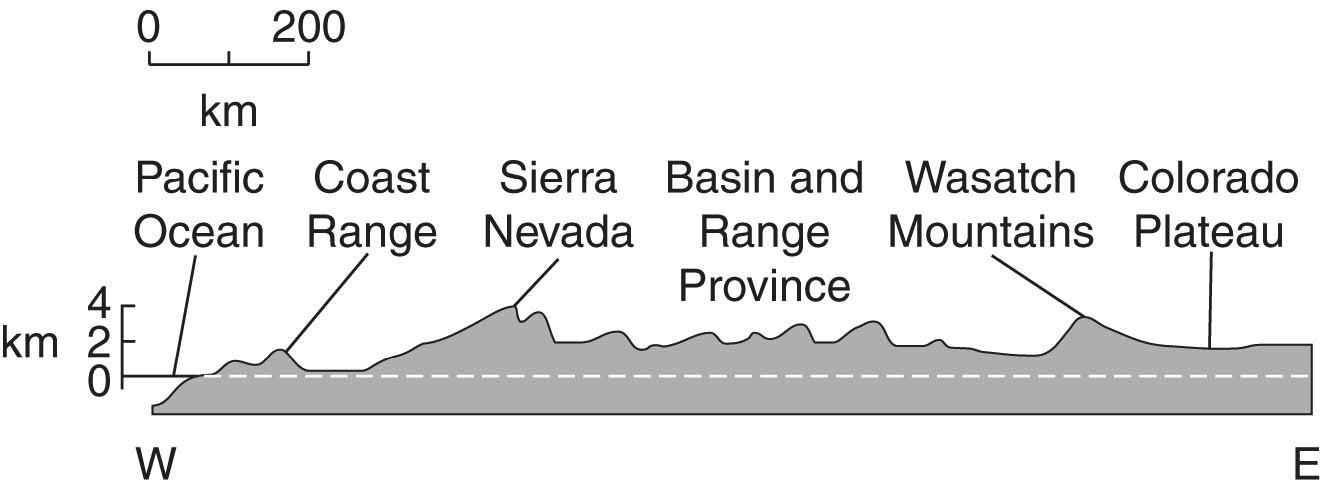 0 200
km
Pacific Ocean
Coast Range
Sierra Nevada
Basin and Range Province
Wasatch Mountains
Colorado Plateau
4
km 2
0
W E